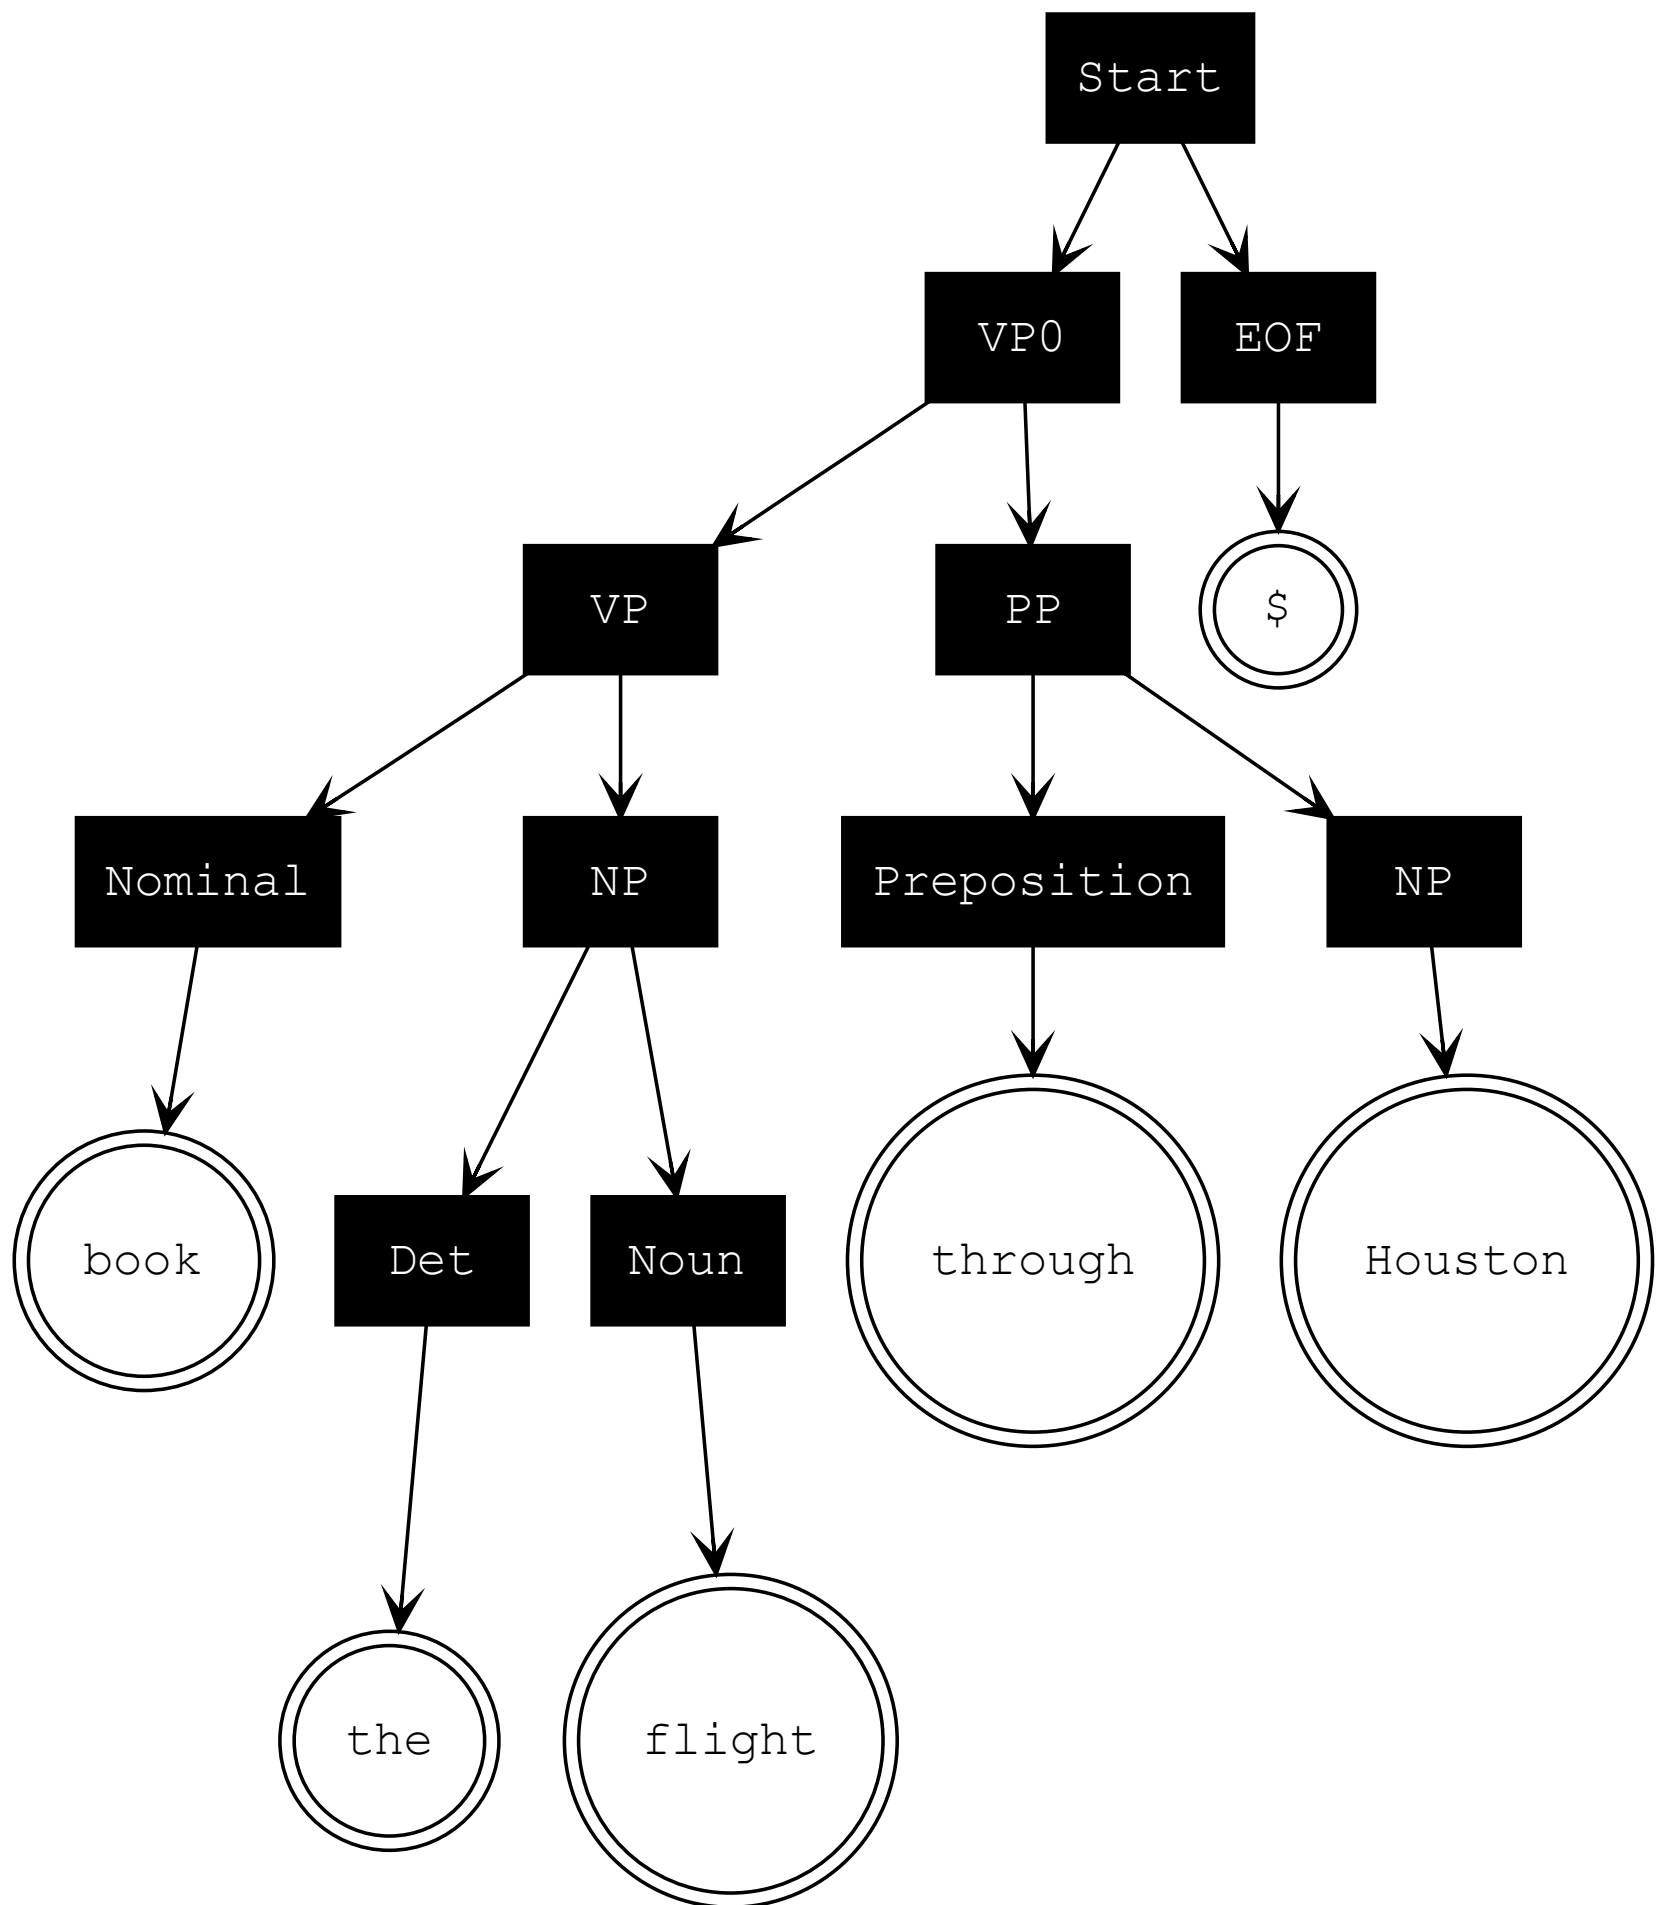 Start
VP0 EOF
VP PP $
Nominal NP Preposition NP
book Det Noun through Houston
the flight